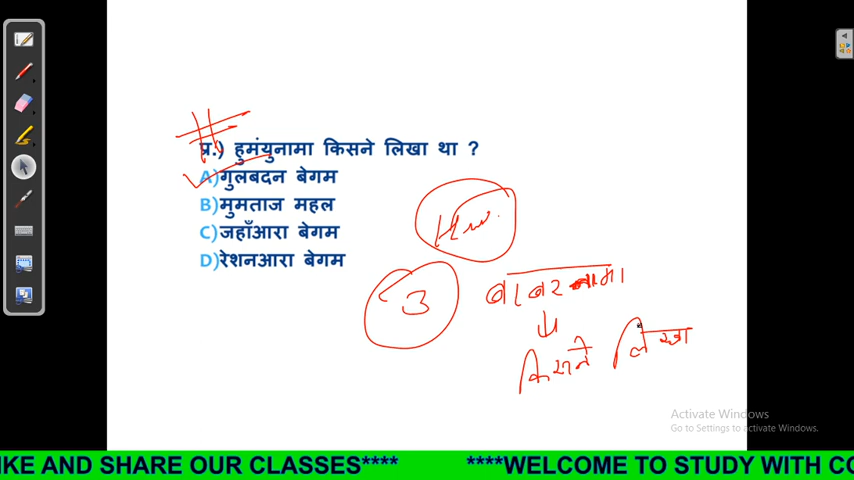 प्र.) हुमंयुनामा किसने लिखा था ?
A)गुलबदन बेगम
B)मुमताज महल
C)जहाँआरा बेगम
D)रेशनआरा बेगम
H.w.
3
बाबरनामा
किसने लिखा
Activate Windows
Go to Settings to activate Windows.
IKE AND SHARE OUR CLASSES**** ****WELCOME TO STUDY WITH CO